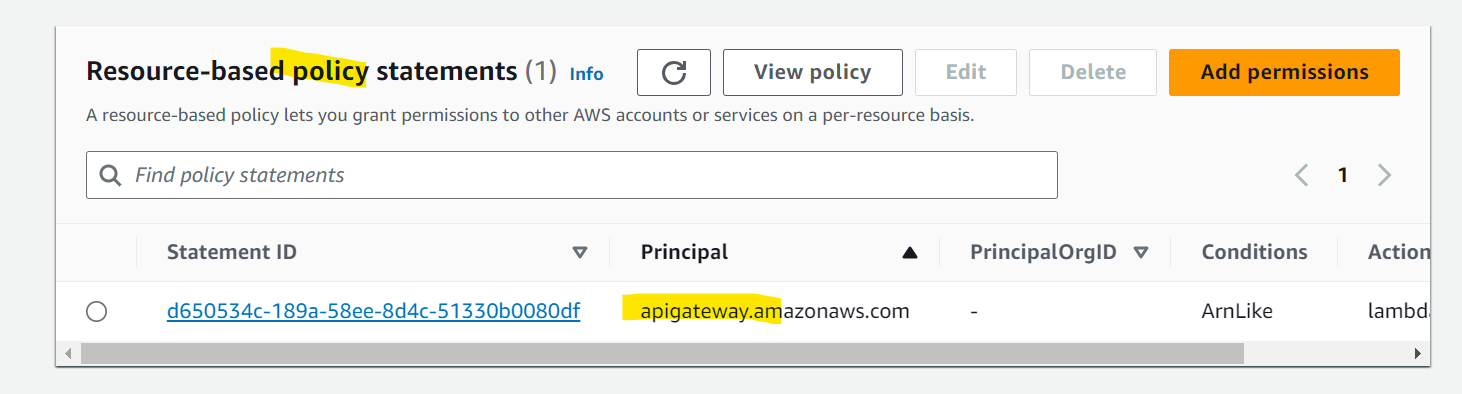 Resource-based policy statements (1) Info View policy Edit Delete Add permissions
A resource-based policy lets you grant permissions to other AWS accounts or services on a per-resource basis.
Find policy statements 1
Statement ID Principal PrincipalOrgID Conditions Action
d650534c-189a-58ee-8d4c-51330b0080df apigateway.amazonaws.com - ArnLike